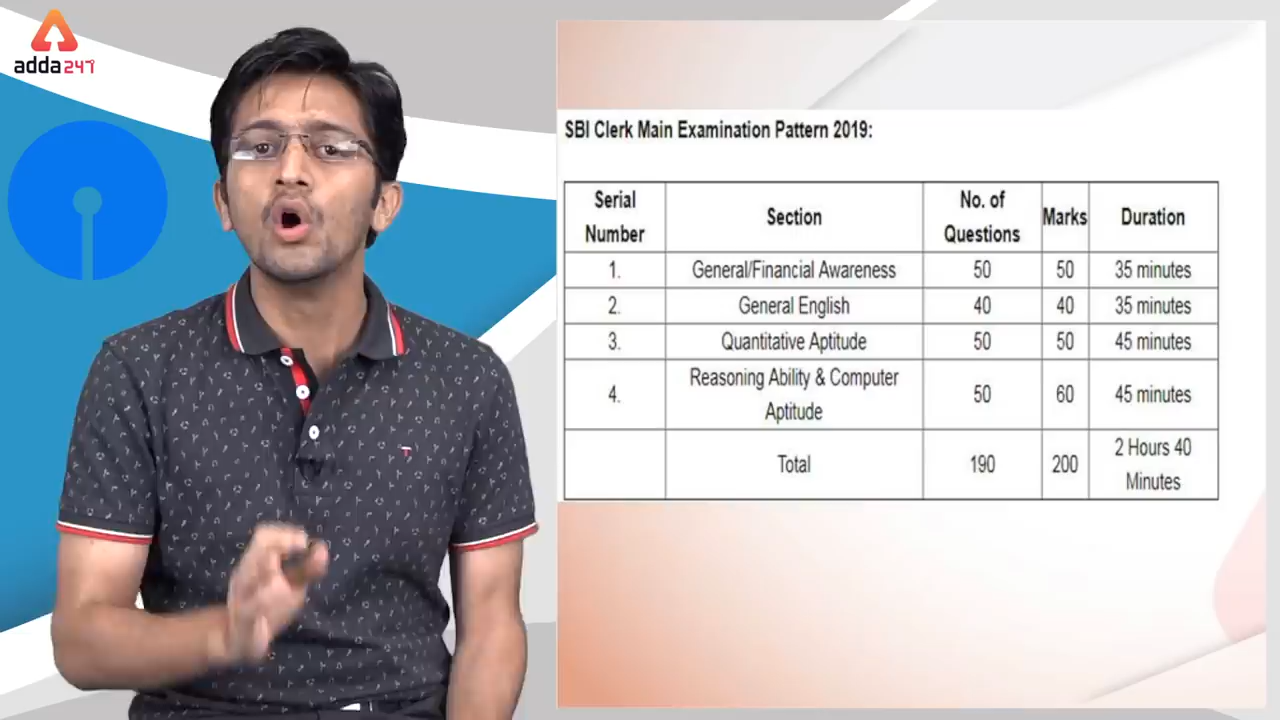 adda247
SBI Clerk Main Examination Pattern 2019:
Serial Number Section No. of Questions Marks Duration
1. General/Financial Awareness 50 50 35 minutes
2. General English 40 40 35 minutes
3. Quantitative Aptitude 50 50 45 minutes
4. Reasoning Ability & Computer Aptitude 50 60 45 minutes
Total 190 200 2 Hours 40 Minutes